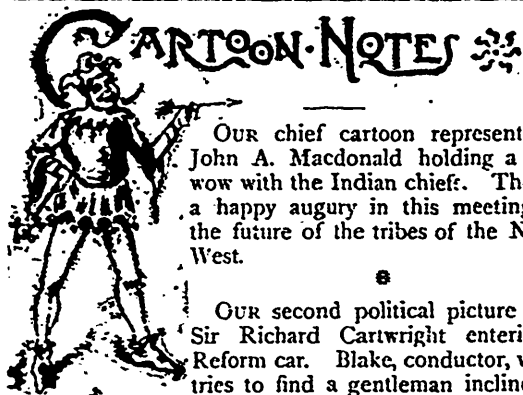 CARTOON·NOTES
OUR chief cartoon represent
John A. Macdonald holding a
wow with the Indian chiefs. Th
a happy augury in this meeting
the future of the tribes of the N
West.
OUR second political picture
Sir Richard Cartwright enteri
Reform car. Blake, conductor, w
tries to find a gentleman incline